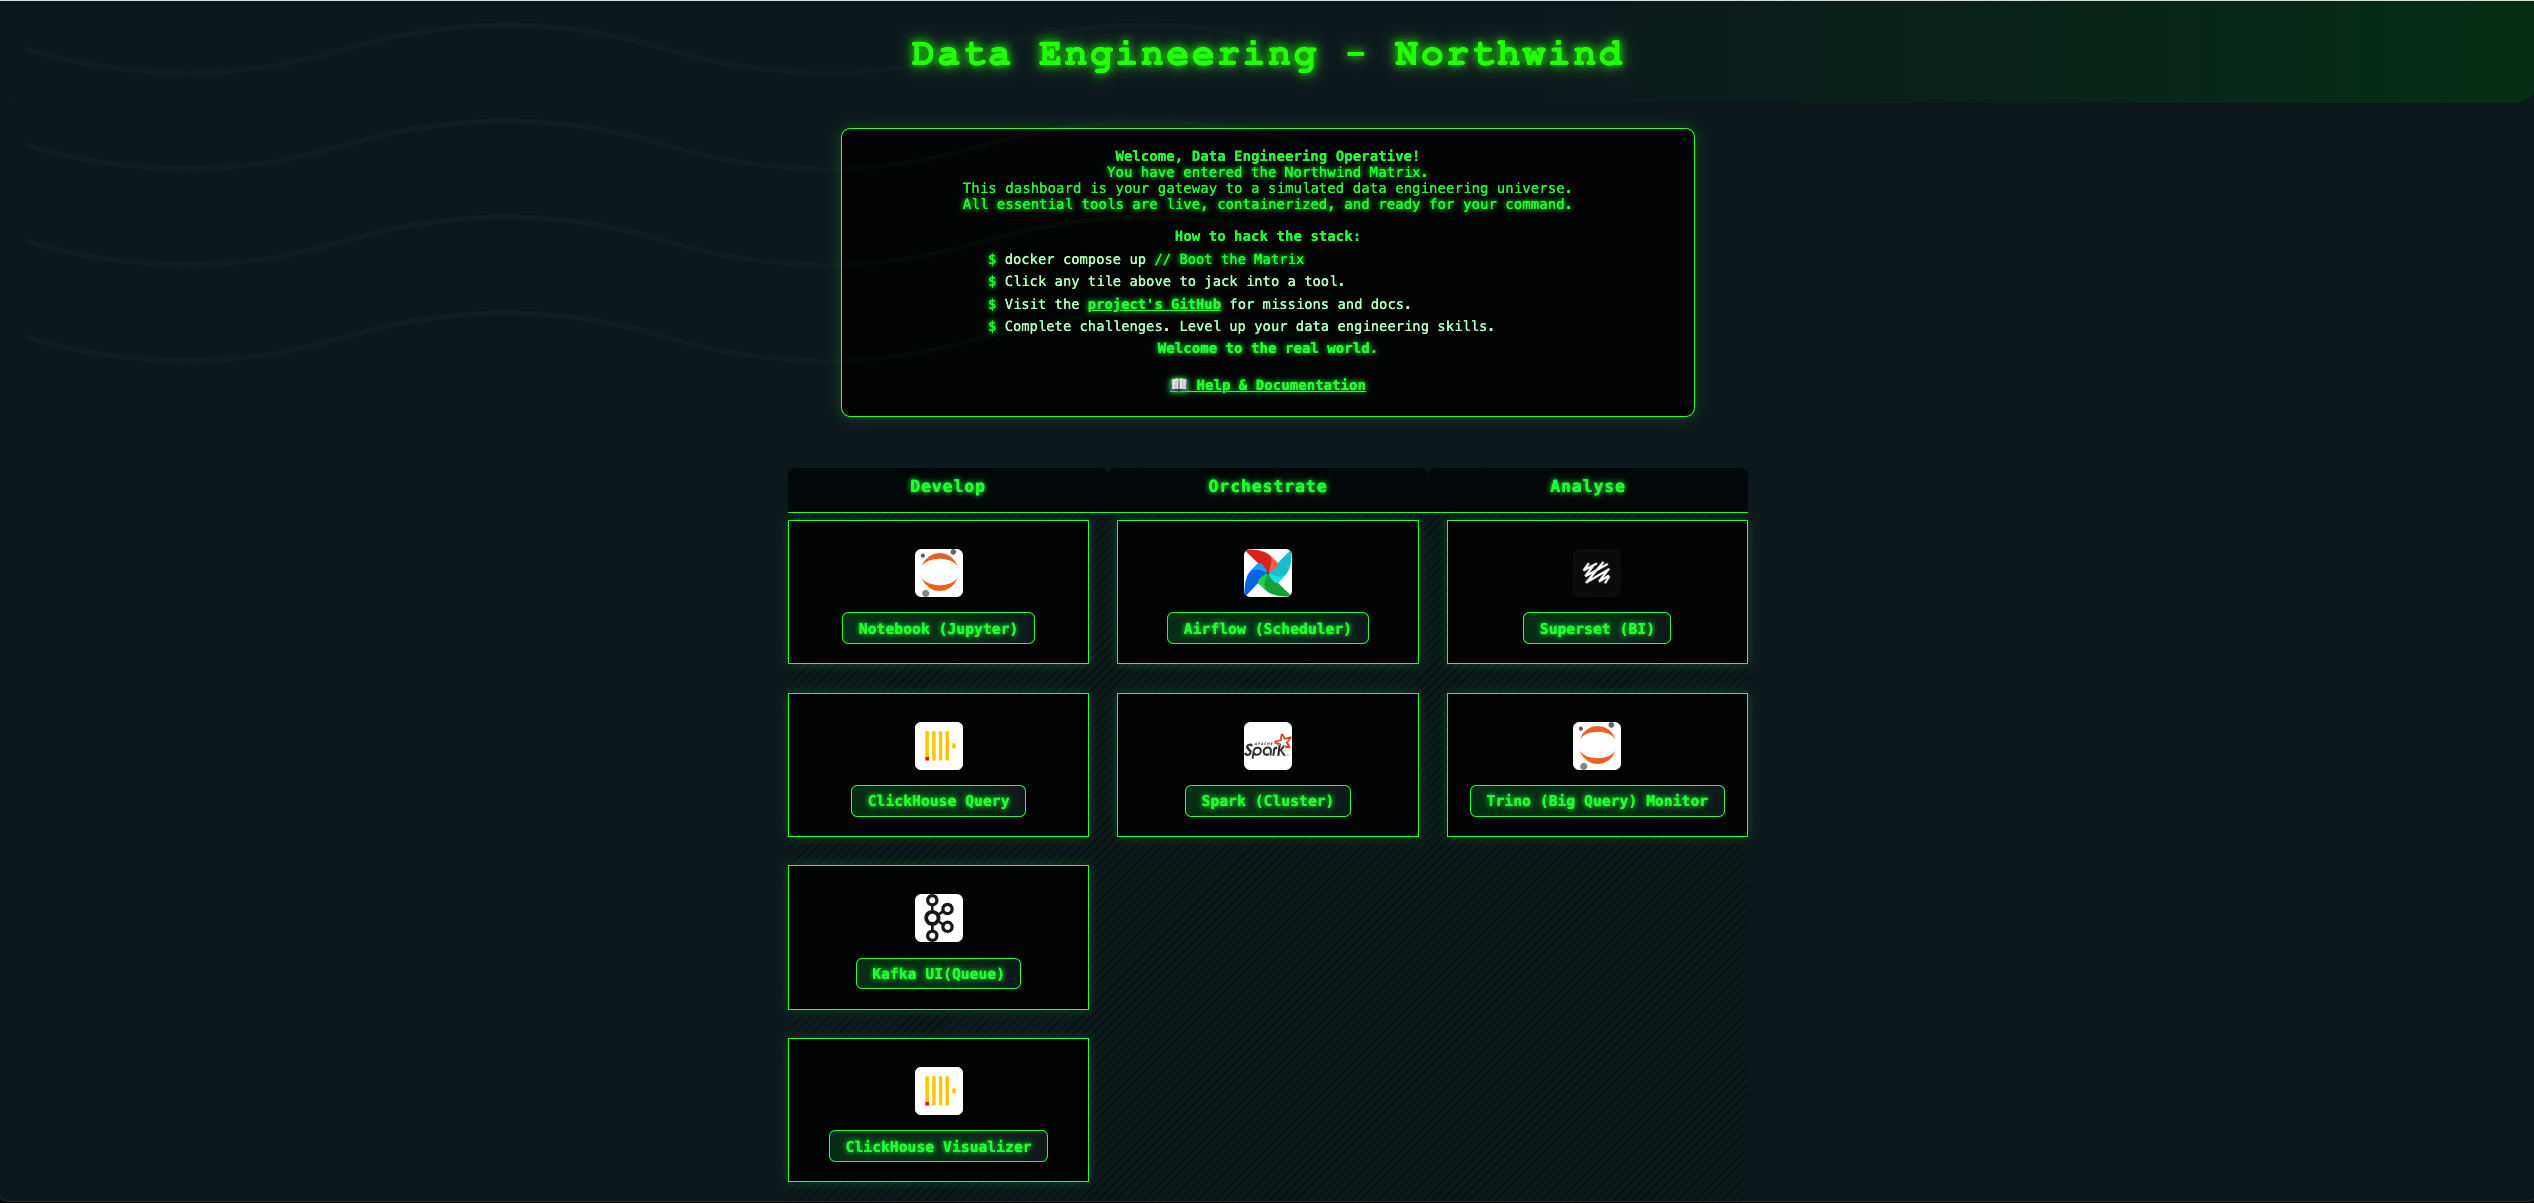 Data Engineering - Northwind
Welcome, Data Engineering Operative!
You have entered the Northwind Matrix.
This dashboard is your gateway to a simulated data engineering universe.
All essential tools are live, containerized, and ready for your command.
How to hack the stack:
$ docker compose up // Boot the Matrix
$ Click any tile above to jack into a tool.
$ Visit the project's GitHub for missions and docs.
$ Complete challenges. Level up your data engineering skills.
Welcome to the real world.
📖 Help & Documentation
Develop
Orchestrate
Analyse
Notebook (Jupyter)
Airflow (Scheduler)
Superset (BI)
APACHE
Spark
ClickHouse Query
Spark (Cluster)
Trino (Big Query) Monitor
Kafka UI(Queue)
ClickHouse Visualizer